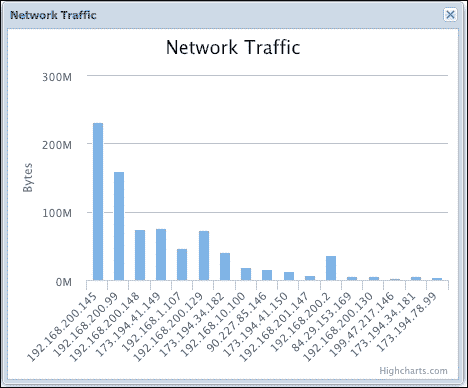 Network Traffic
Network Traffic
300M
200M
100M
0M
Bytes
192.168.200.145
192.168.200.99
192.168.200.148
173.194.41.149
192.168.1.107
192.168.200.129
173.194.34.182
192.168.10.100
90.227.85.146
173.194.41.150
192.168.201.147
192.168.200.2
84.29.153.169
192.168.200.130
199.47.217.146
173.194.34.181
173.194.78.99
Highcharts.com